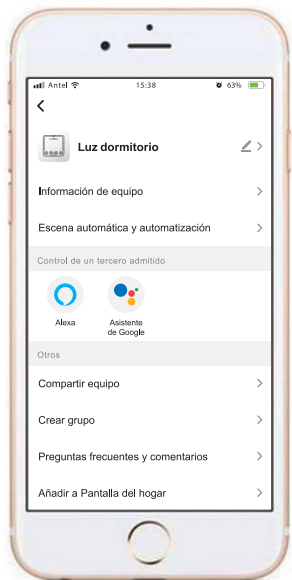 Antel 15:38 63%
Luz dormitorio
Información de equipo
Escena automática y automatización
Control de un tercero admitido
Alexa
Asistente
de Google
Otros
Compartir equipo
Crear grupo
Preguntas frecuentes y comentarios
Añadir a Pantalla del hogar